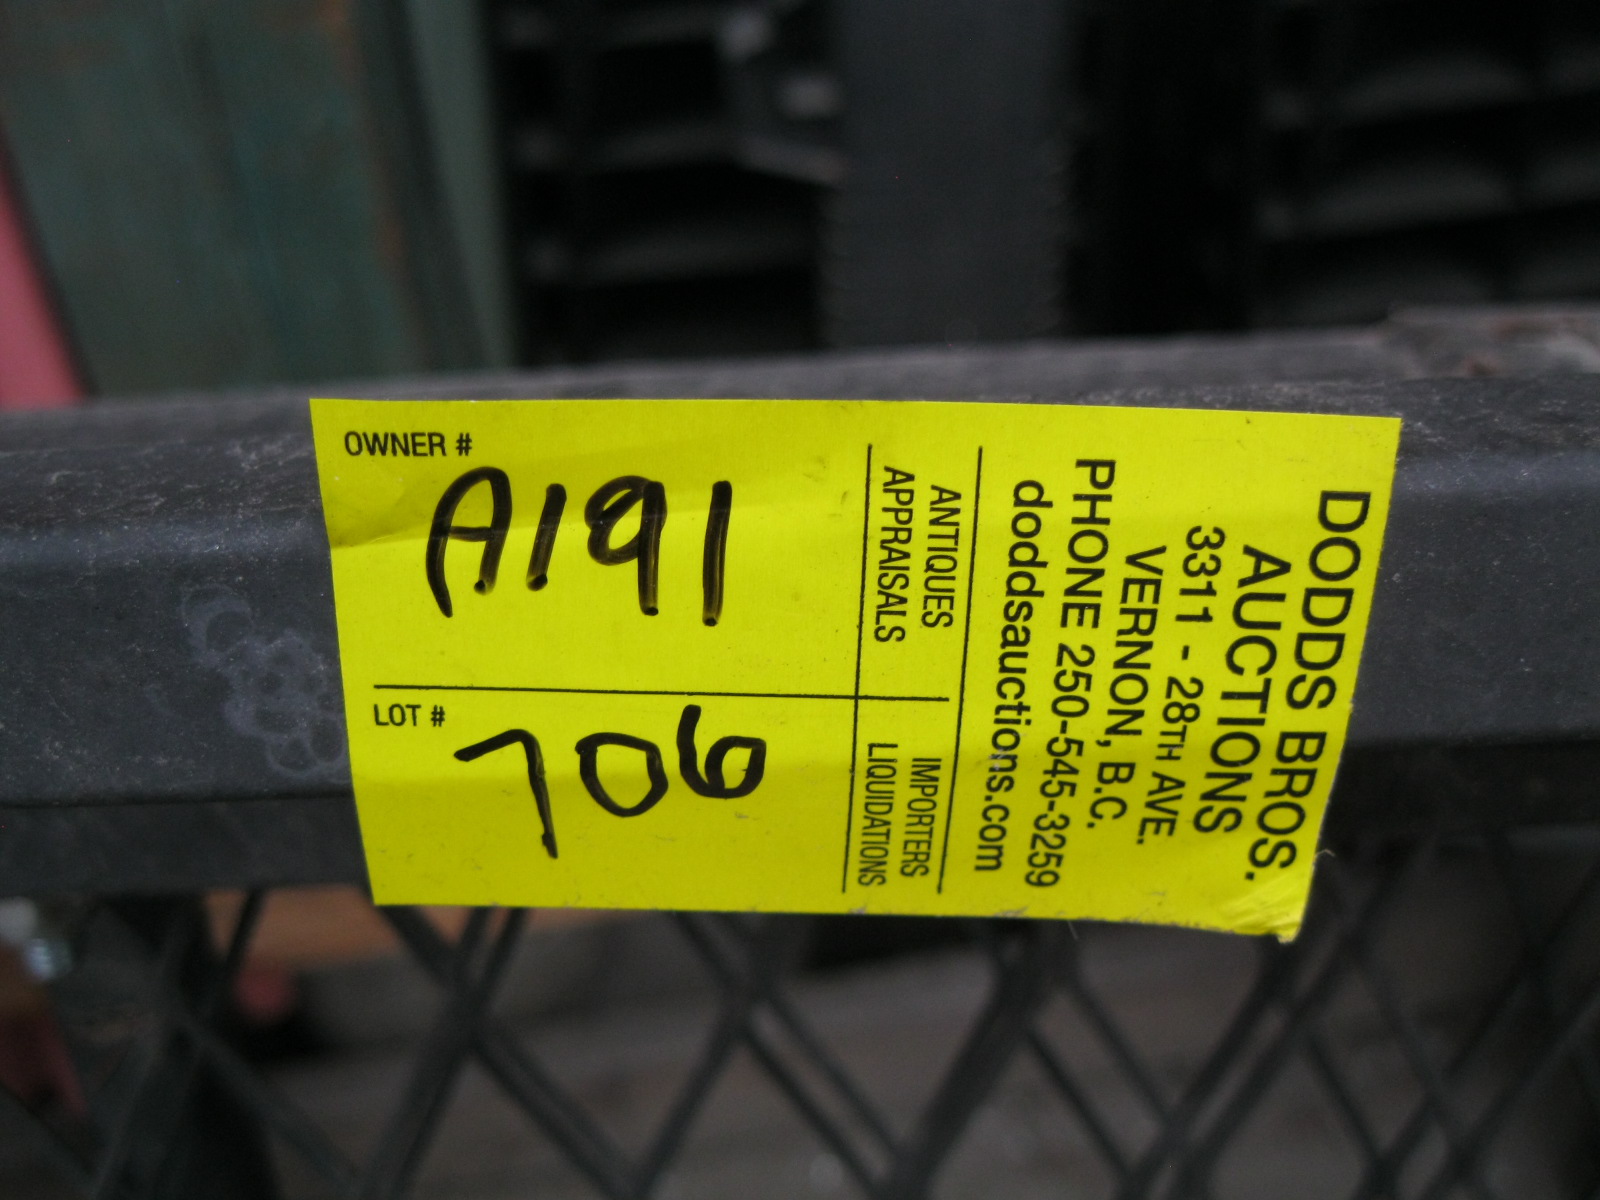 OWNER #
A191
LOT #
706
DODDS BROS.
AUCTIONS
3311 - 28TH AVE.
VERNON, B.C.
PHONE 250-545-3259
doddsauctions.com
ANTIQUES
APPRAISALS
IMPORTERS
LIQUIDATIONS